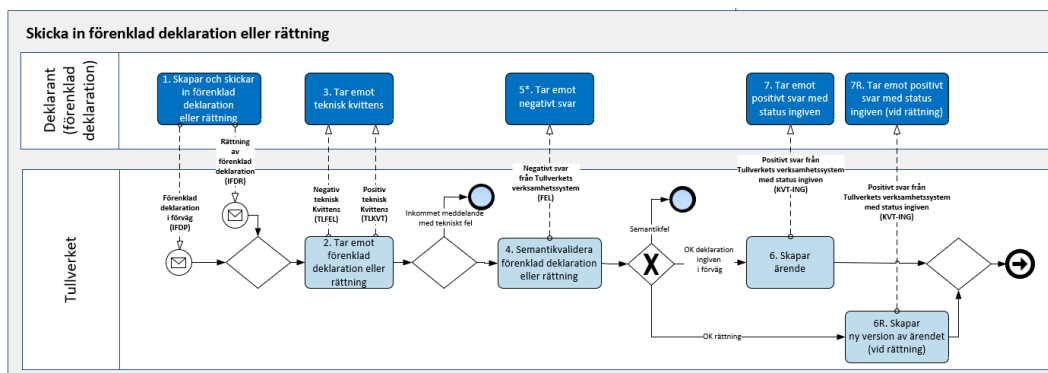 Skicka in förenklad deklaration eller rättning
Deklarant
(förenklad
deklaration)
1. Skapar och skickar
in förenklad
deklaration
eller rättning
3. Tar emot
teknisk kvittens
5*. Tar emot
negativt svar
7. Tar emot
positivt svar med
status ingiven
7R. Tar emot positivt
svar med status
ingiven (vid rättning)
Rättning
av
förenklad
deklaration
(IFDR)
Förenklad
deklaration
i förväg
(IFDP)
Negativ
teknisk
Kvittens
(TLFEL)
Positiv
teknisk
Kvittens
(TLKVT)
Negativt svar
från Tullverkets
verksamhetssystem
(FEL)
Positivt svar från
Tullverkets verksamhetssystem
med status ingiven
(KVT-ING)
Positivt svar från
Tullverkets verksamhetssystem
med status ingiven
(KVT-ING)
Tullverket
Inkommet meddelande
med tekniskt fel
Semantikfel
2. Tar emot
förenklad
deklaration eller
rättning
4. Semantikvalidera
förenklad deklaration
eller rättning
X
OK deklaration
ingiven
i förväg
6. Skapar
ärende
OK rättning
6R. Skapar
ny version av ärendet
(vid rättning)